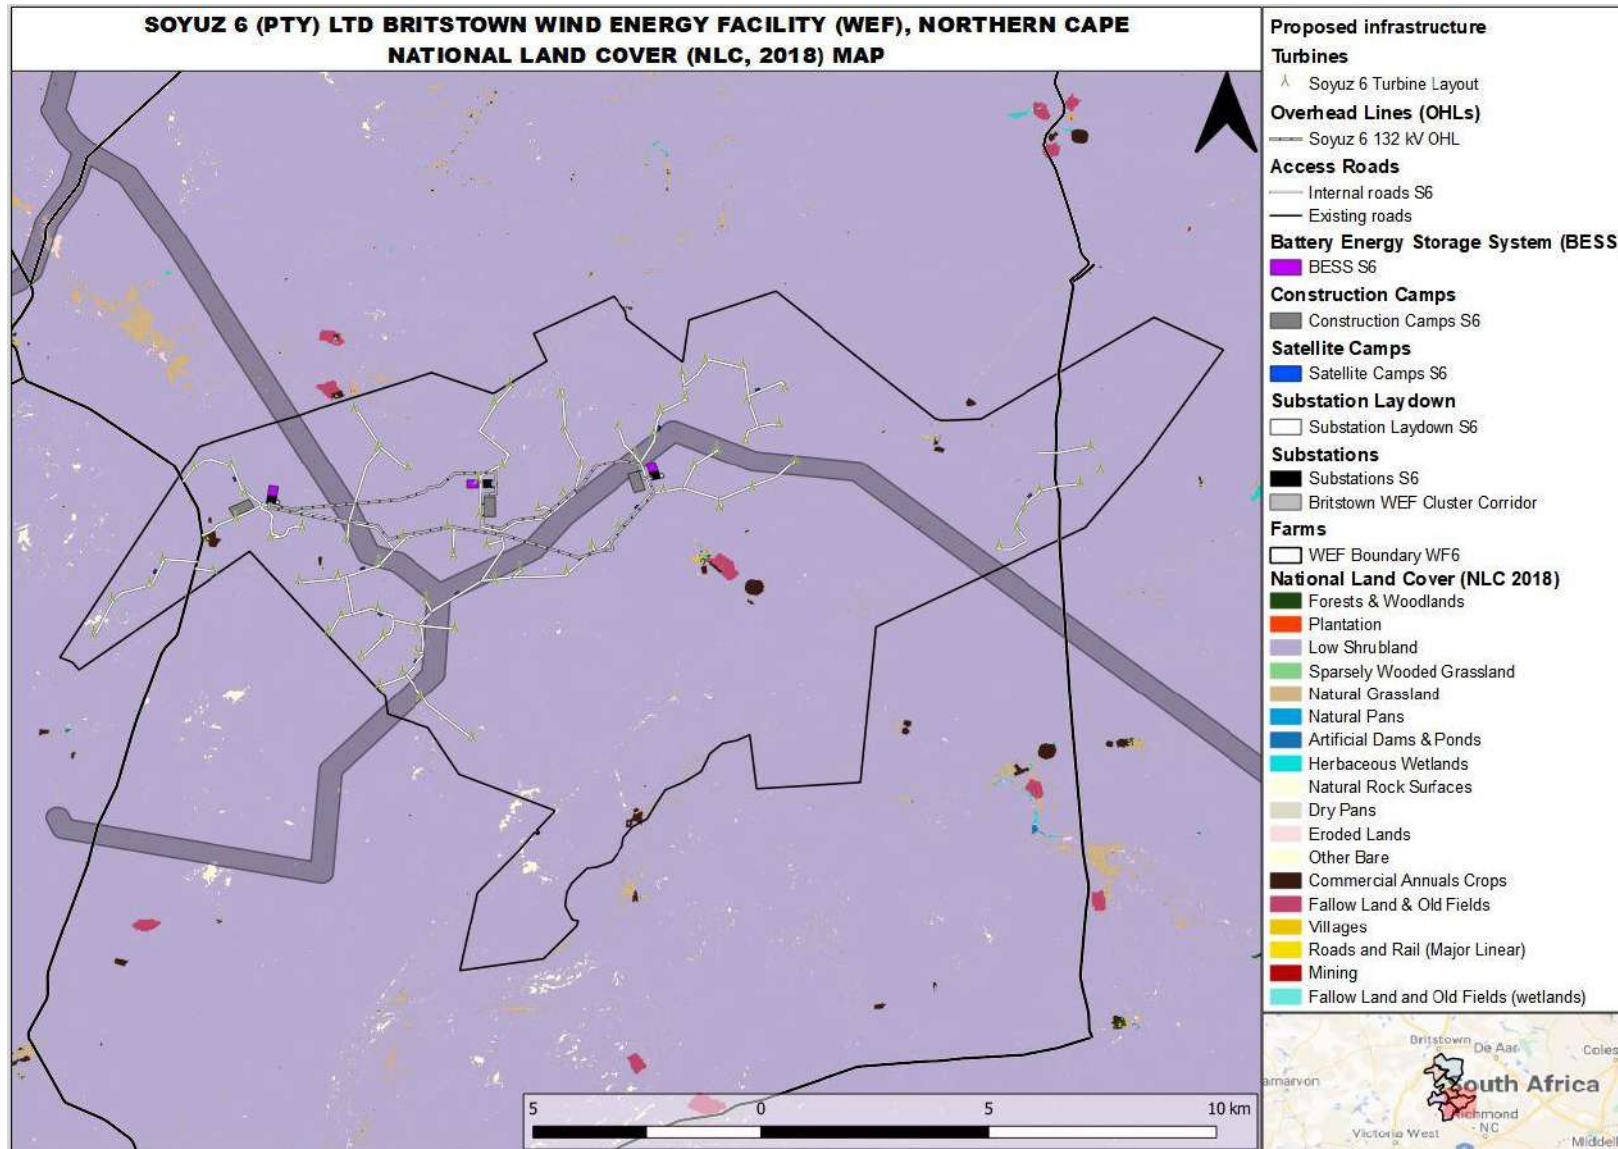 SOYUZ 6 (PTY) LTD BRITSTOWN WIND ENERGY FACILITY (WEF), NORTHERN CAPE
NATIONAL LAND COVER (NLC, 2018) MAP
Proposed infrastructure
Turbines
Soyuz 6 Turbine Layout
Overhead Lines (OHLs)
Soyuz 6 132 kV OHL
Access Roads
Internal roads S6
Existing roads
Battery Energy Storage System (BESS
BESS S6
Construction Camps
Construction Camps S6
Satellite Camps
Satellite Camps S6
Substation Laydown
Substation Laydown S6
Substations
Substations S6
Britstown WEF Cluster Corridor
Farms
WEF Boundary WF6
National Land Cover (NLC 2018)
Forests & Woodlands
Plantation
Low Shrubland
Sparsely Wooded Grassland
Natural Grassland
Natural Pans
Artificial Dams & Ponds
Herbaceous Wetlands
Natural Rock Surfaces
Dry Pans
Eroded Lands
Other Bare
Commercial Annuals Crops
Fallow Land & Old Fields
Villages
Roads and Rail (Major Linear)
Mining
Fallow Land and Old Fields (wetlands)
5 0 5 10 km
Britstown
De Aar
Coles
amarvon
South Africa
Richmond
- NC
Victoria West
Middel